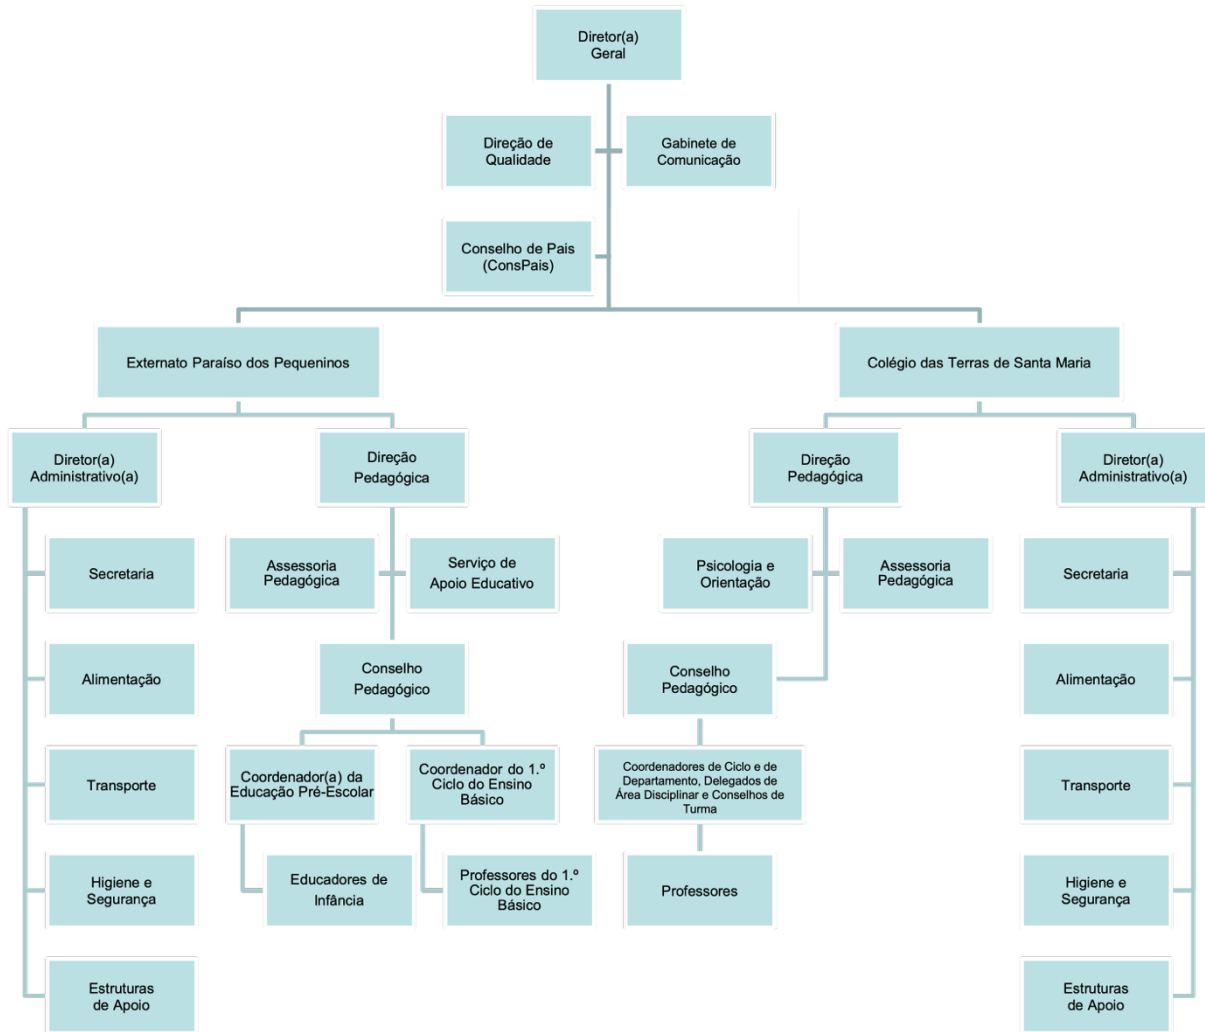 Diretor(a)
Geral
Direção de
Qualidade
Gabinete de
Comunicação
Conselho de Pais
(ConsPais)
Externato Paraíso dos Pequeninos
Colégio das Terras de Santa Maria
Diretor(a)
Administrativo(a)
Direção
Pedagógica
Direção
Pedagógica
Diretor(a)
Administrativo(a)
Secretaria
Assessoria
Pedagógica
Serviço de
Apoio Educativo
Psicologia e
Orientação
Assessoria
Pedagógica
Secretaria
Alimentação
Conselho
Pedagógico
Conselho
Pedagógico
Alimentação
Transporte
Coordenador(a) da
Educação Pré-Escolar
Coordenador do 1.º
Ciclo do Ensino
Básico
Coordenadores de Ciclo e de
Departamento, Delegados de
Área Disciplinar e Conselhos de
Turma
Transporte
Higiene e
Segurança
Educadores de
Infância
Professores do 1.º
Ciclo do Ensino
Básico
Professores
Higiene e
Segurança
Estruturas
de Apoio
Estruturas
de Apoio